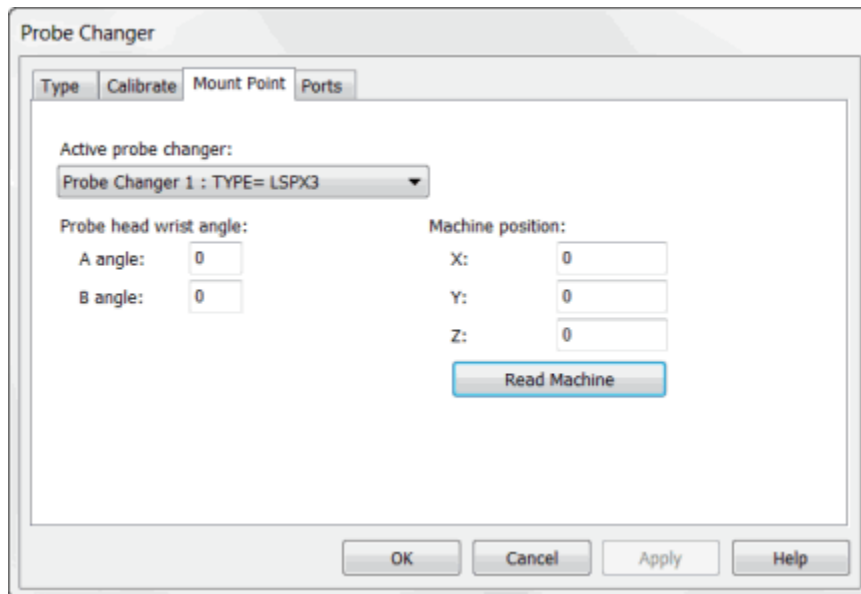 Probe Changer
Type Calibrate Mount Point Ports
Active probe changer:
Probe Changer 1 : TYPE= LSPX3
Probe head wrist angle: Machine position:
A angle: 0 X: 0
B angle: 0 Y: 0
Z: 0
Read Machine
OK Cancel Apply Help